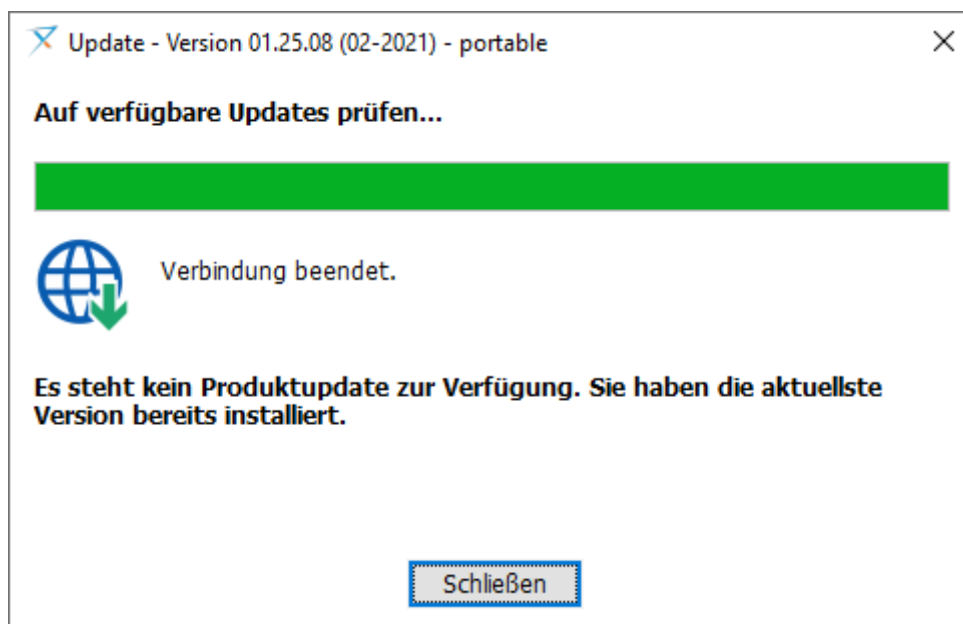 Update - Version 01.25.08 (02-2021) - portable
Auf verfügbare Updates prüfen...
Verbindung beendet.
Es steht kein Produktupdate zur Verfügung. Sie haben die aktuellste
Version bereits installiert.
Schließen